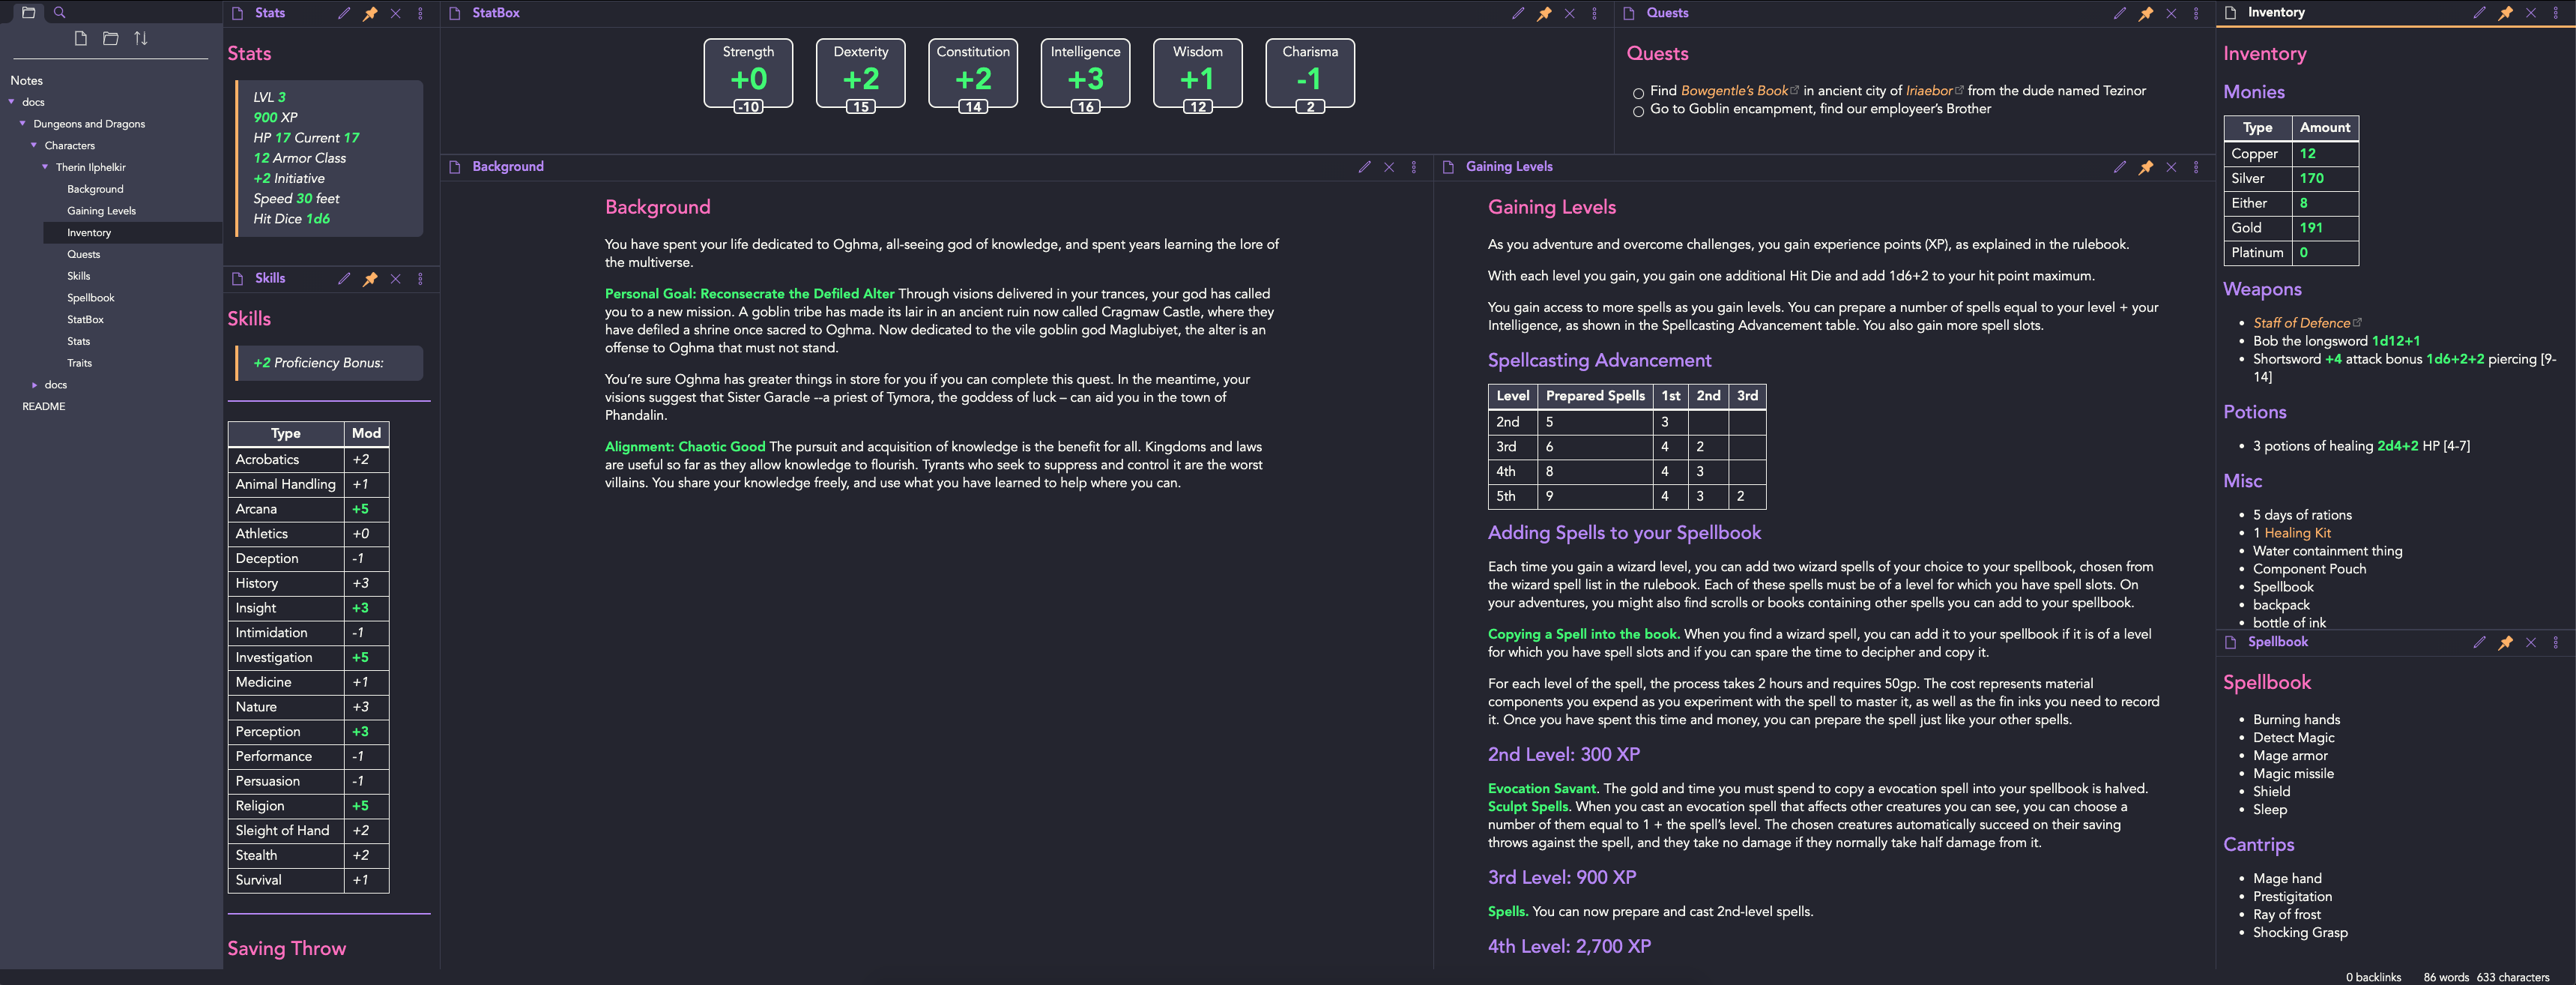 Notes
docs
Dungeons and Dragons
Characters
Therin Ilphelkir
Background
Gaining Levels
Inventory
Quests
Skills
Spellbook
StatBox
Stats
Traits
docs
README
Stats
Stats
LVL 3
900 XP
HP 17 Current 17
12 Armor Class
+2 Initiative
Speed 30 feet
Hit Dice 1d6
Skills
Skills
+2 Proficiency Bonus:
Type Mod
Acrobatics +2
Animal Handling +1
Arcana +5
Athletics +0
Deception -1
History +3
Insight +3
Intimidation -1
Investigation +5
Medicine +1
Nature +3
Perception +3
Performance -1
Persuasion -1
Religion +5
Sleight of Hand +2
Stealth +2
Survival +1
Saving Throw
StatBox
Strength Dexterity Constitution Intelligence Wisdom Charisma
+0 +2 +2 +3 +1 -1
-10 15 14 16 12 2
Background
Background
You have spent your life dedicated to Oghma, all-seeing god of knowledge, and spent years learning the lore of
the multiverse.
Personal Goal: Reconsecrate the Defiled Alter Through visions delivered in your trances, your god has called
you to a new mission. A goblin tribe has made its lair in an ancient ruin now called Cragmaw Castle, where they
have defiled a shrine once sacred to Oghma. Now dedicated to the vile goblin god Maglubiyet, the alter is an
offense to Oghma that must not stand.
You're sure Oghma has greater things in store for you if you can complete this quest. In the meantime, your
visions suggest that Sister Garacle --a priest of Tymora, the goddess of luck – can aid you in the town of
Phandalin.
Alignment: Chaotic Good The pursuit and acquisition of knowledge is the benefit for all. Kingdoms and laws
are useful so far as they allow knowledge to flourish. Tyrants who seek to suppress and control it are the worst
villains. You share your knowledge freely, and use what you have learned to help where you can.
Quests
Quests
Find Bowgentle's Book in ancient city of Iriaebor from the dude named Tezinor
Go to Goblin encampment, find our employeer's Brother
Gaining Levels
Gaining Levels
As you adventure and overcome challenges, you gain experience points (XP), as explained in the rulebook.
With each level you gain, you gain one additional Hit Die and add 1d6+2 to your hit point maximum.
You gain access to more spells as you gain levels. You can prepare a number of spells equal to your level + your
Intelligence, as shown in the Spellcasting Advancement table. You also gain more spell slots.
Spellcasting Advancement
Level Prepared Spells 1st 2nd 3rd
2nd 5 3
3rd 6 4 2
4th 8 4 3
5th 9 4 3 2
Adding Spells to your Spellbook
Each time you gain a wizard level, you can add two wizard spells of your choice to your spellbook, chosen from
the wizard spell list in the rulebook. Each of these spells must be of a level for which you have spell slots. On
your adventures, you might also find scrolls or books containing other spells you can add to your spellbook.
Copying a Spell into the book. When you find a wizard spell, you can add it to your spellbook if it is of a level
for which you have spell slots and if you can spare the time to decipher and copy it.
For each level of the spell, the process takes 2 hours and requires 50gp. The cost represents material
components you expend as you experiment with the spell to master it, as well as the fin inks you need to record
it. Once you have spent this time and money, you can prepare the spell just like your other spells.
2nd Level: 300 XP
Evocation Savant. The gold and time you must spend to copy a evocation spell into your spellbook is halved.
Sculpt Spells. When you cast an evocation spell that affects other creatures you can see, you can choose a
number of them equal to 1 + the spell's level. The chosen creatures automatically succeed on their saving
throws against the spell, and they take no damage if they normally take half damage from it.
3rd Level: 900 XP
Spells. You can now prepare and cast 2nd-level spells.
4th Level: 2,700 XP
Inventory
Inventory
Monies
Type Amount
Copper 12
Silver 170
Either 8
Gold 191
Platinum 0
Weapons
Staff of Defence
Bob the longsword 1d12+1
Shortsword +4 attack bonus 1d6+2+2 piercing [9-
14]
Potions
3 potions of healing 2d4+2 HP [4-7]
Misc
5 days of rations
1 Healing Kit
Water containment thing
Component Pouch
Spellbook
backpack
bottle of ink
Spellbook
Spellbook
Burning hands
Detect Magic
Mage armor
Magic missile
Shield
Sleep
Cantrips
Mage hand
Prestigitation
Ray of frost
Shocking Grasp
0 backlinks 86 words 633 characters